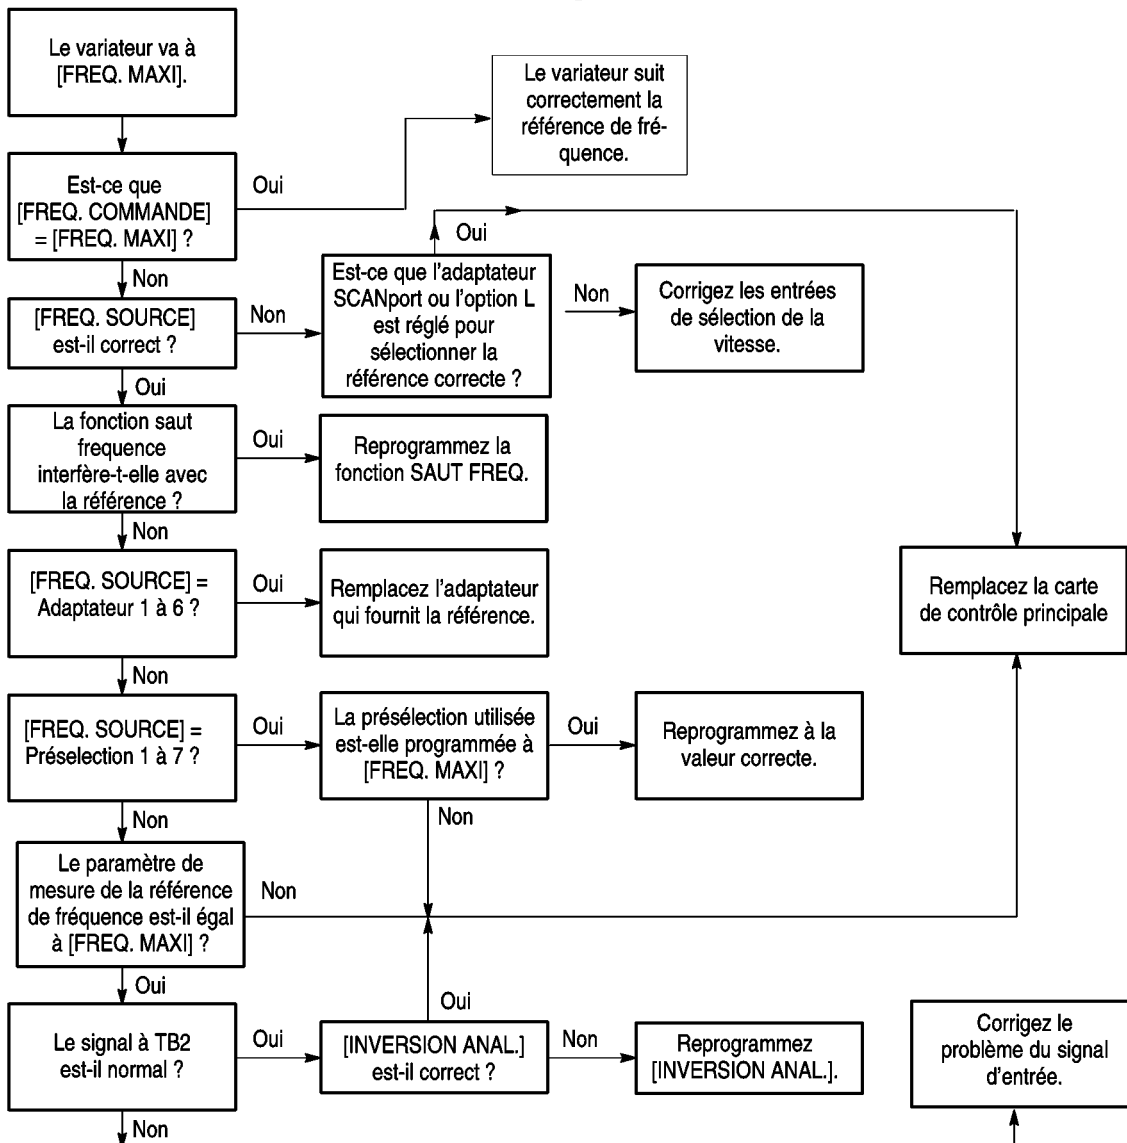 Le variateur va à
[FREQ. MAXI].
Le variateur suit
correctement la
référence de fré-
quence.
Est-ce que
[FREQ. COMMANDE]
= [FREQ. MAXI] ?
Oui
Oui
Non
Est-ce que l'adaptateur
SCANport ou l'option L
est réglé pour
sélectionner la
référence correcte ?
Non
Corrigez les entrées
de sélection de la
vitesse.
[FREQ. SOURCE]
est-il correct ?
Non
Oui
La fonction saut
frequence
interfère-t-elle avec
la référence ?
Oui
Reprogrammez la
fonction SAUT FREQ.
Non
[FREQ. SOURCE] =
Adaptateur 1 à 6 ?
Oui
Remplacez l'adaptateur
qui fournit la référence.
Remplacez la carte
de contrôle principale
Non
[FREQ. SOURCE] =
Préselection 1 à 7 ?
Oui
La présélection utilisée
est-elle programmée à
[FREQ. MAXI] ?
Oui
Reprogrammez à la
valeur correcte.
Non
Non
Le paramètre de
mesure de la référence
de fréquence est-il égal
à [FREQ. MAXI] ?
Non
Oui
Oui
Le signal à TB2
est-il normal ?
Oui
[INVERSION ANAL.]
est-il correct ?
Non
Reprogrammez
[INVERSION ANAL.].
Corrigez le
problème du signal
d'entrée.
Non